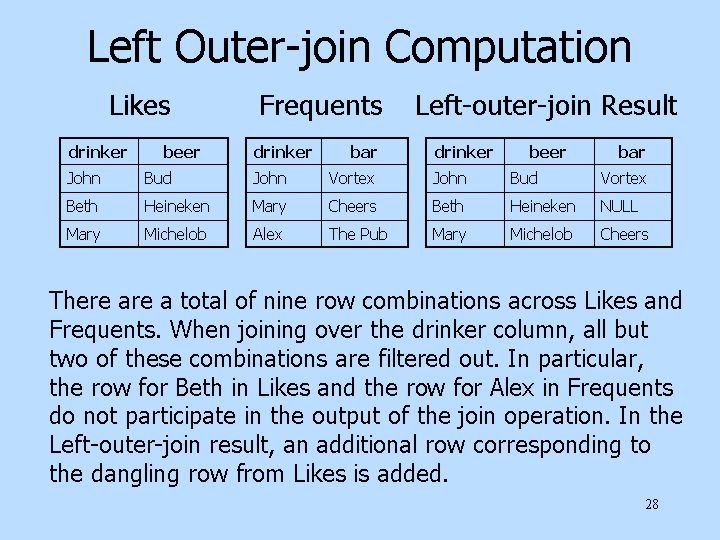 Left Outer-join Computation
Likes Frequents Left-outer-join Result
drinker beer drinker bar drinker beer bar
John Bud John Vortex John Bud Vortex
Beth Heineken Mary Cheers Beth Heineken NULL
Mary Michelob Alex The Pub Mary Michelob Cheers
There are a total of nine row combinations across Likes and
Frequents. When joining over the drinker column, all but
two of these combinations are filtered out. In particular,
the row for Beth in Likes and the row for Alex in Frequents
do not participate in the output of the join operation. In the
Left-outer-join result, an additional row corresponding to
the dangling row from Likes is added.
28